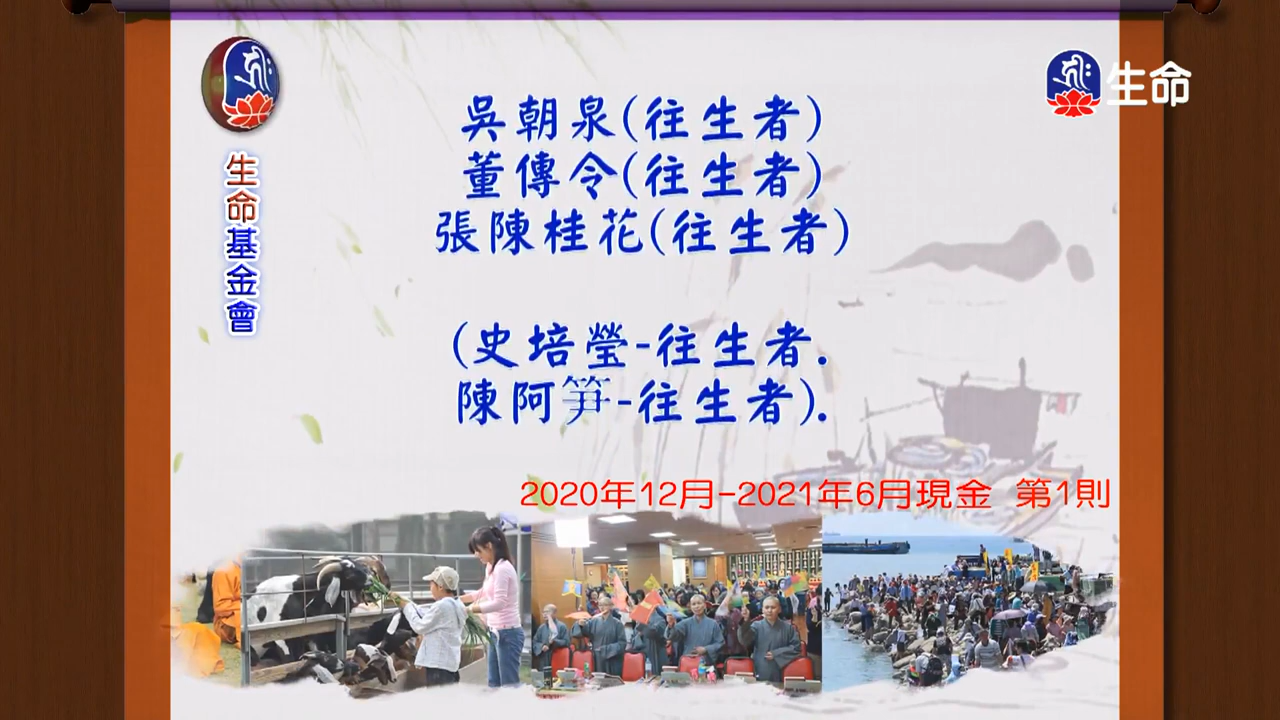 生命
生命基金會
吳朝泉(往生者)
董傳令(往生者)
張陳桂花(往生者)
(史培瑩-往生者.
陳阿笋-往生者).
2020年12月-2021年6月現金 第1則